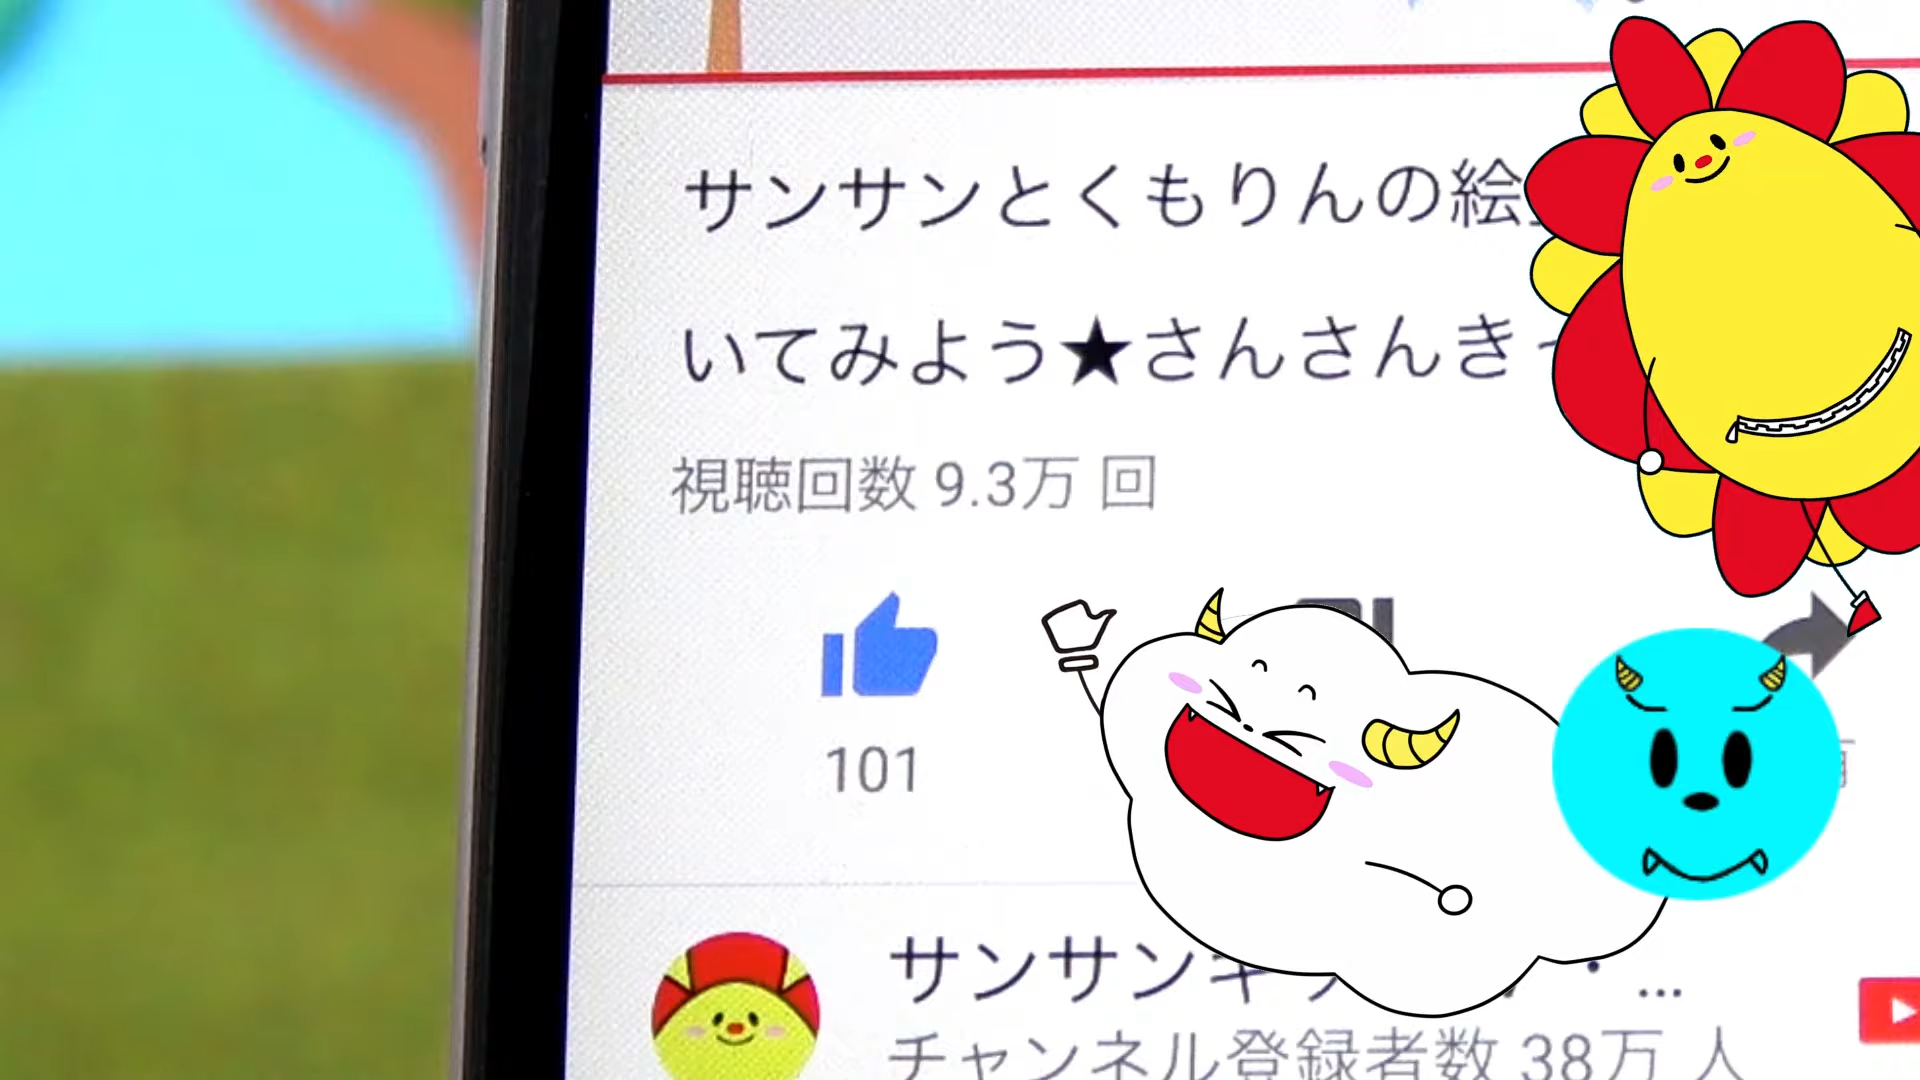 サンサンとくもりんの絵
いてみよう★さんさんき
視聴回数 9.3万 回
101
サンサンキ
チャンネル登録者数 38万 人